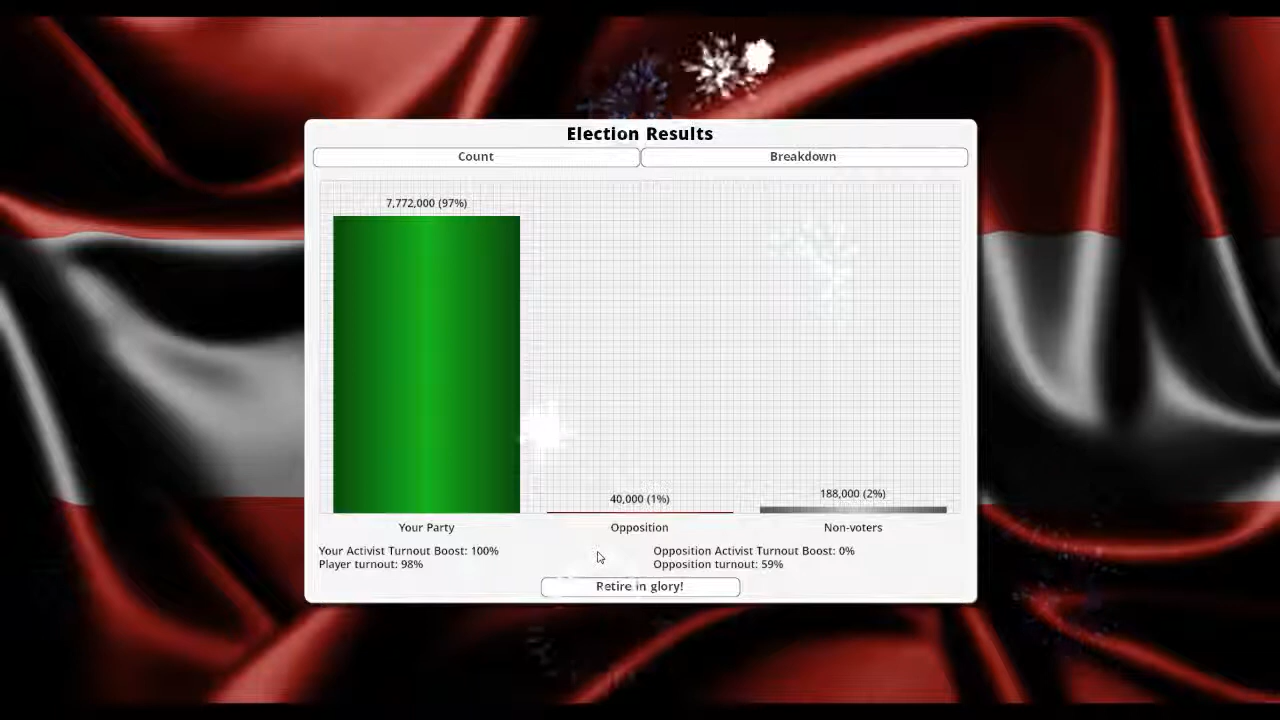 Election Results
Count
Breakdown
7,772,000 (97%)
40,000 (1%)
188,000 (2%)
Your Party
Opposition
Non-voters
Your Activist Turnout Boost: 100%
Opposition Activist Turnout Boost: 0%
Player turnout: 98%
Opposition turnout: 59%
Retire in glory!